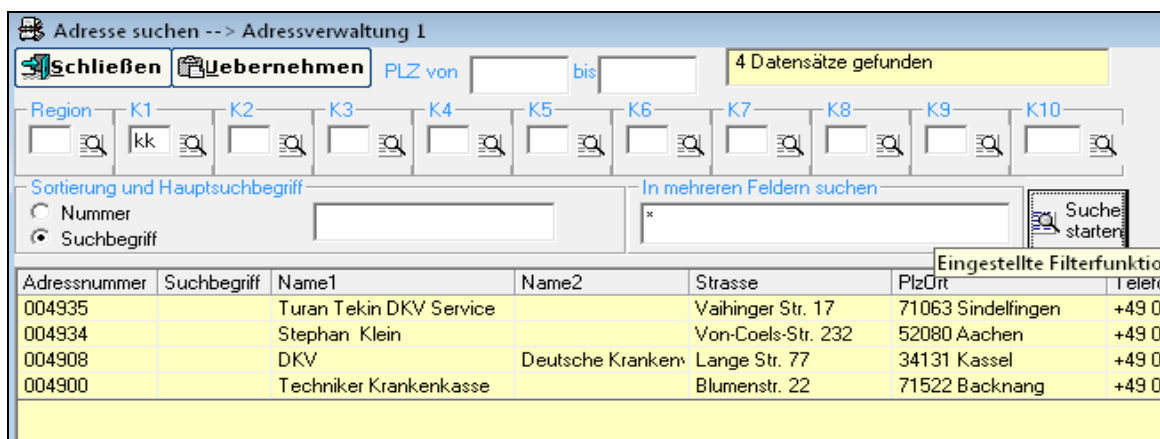 Adresse suchen --> Adressverwaltung 1
Schließen Uebernehmen PLZ von bis 4 Datensätze gefunden
Region K1 K2 K3 K4 K5 K6 K7 K8 K9 K10
kk
Sortierung und Hauptsuchbegriff In mehreren Feldern suchen
Nummer
Suchbegriff
*
Suche
starten
Eingestellte Filterfunktio
Adressnummer Suchbegriff Name1 Name2 Strasse PlzOrt Telefo
004935 Turan Tekin DKV Service Vaihinger Str. 17 71063 Sindelfingen +49 0
004934 Stephan Klein Von-Coels-Str. 232 52080 Aachen +49 0
004908 DKV Deutsche Kranken Lange Str. 77 34131 Kassel +49 0
004900 Techniker Krankenkasse Blumenstr. 22 71522 Backnang +49 0